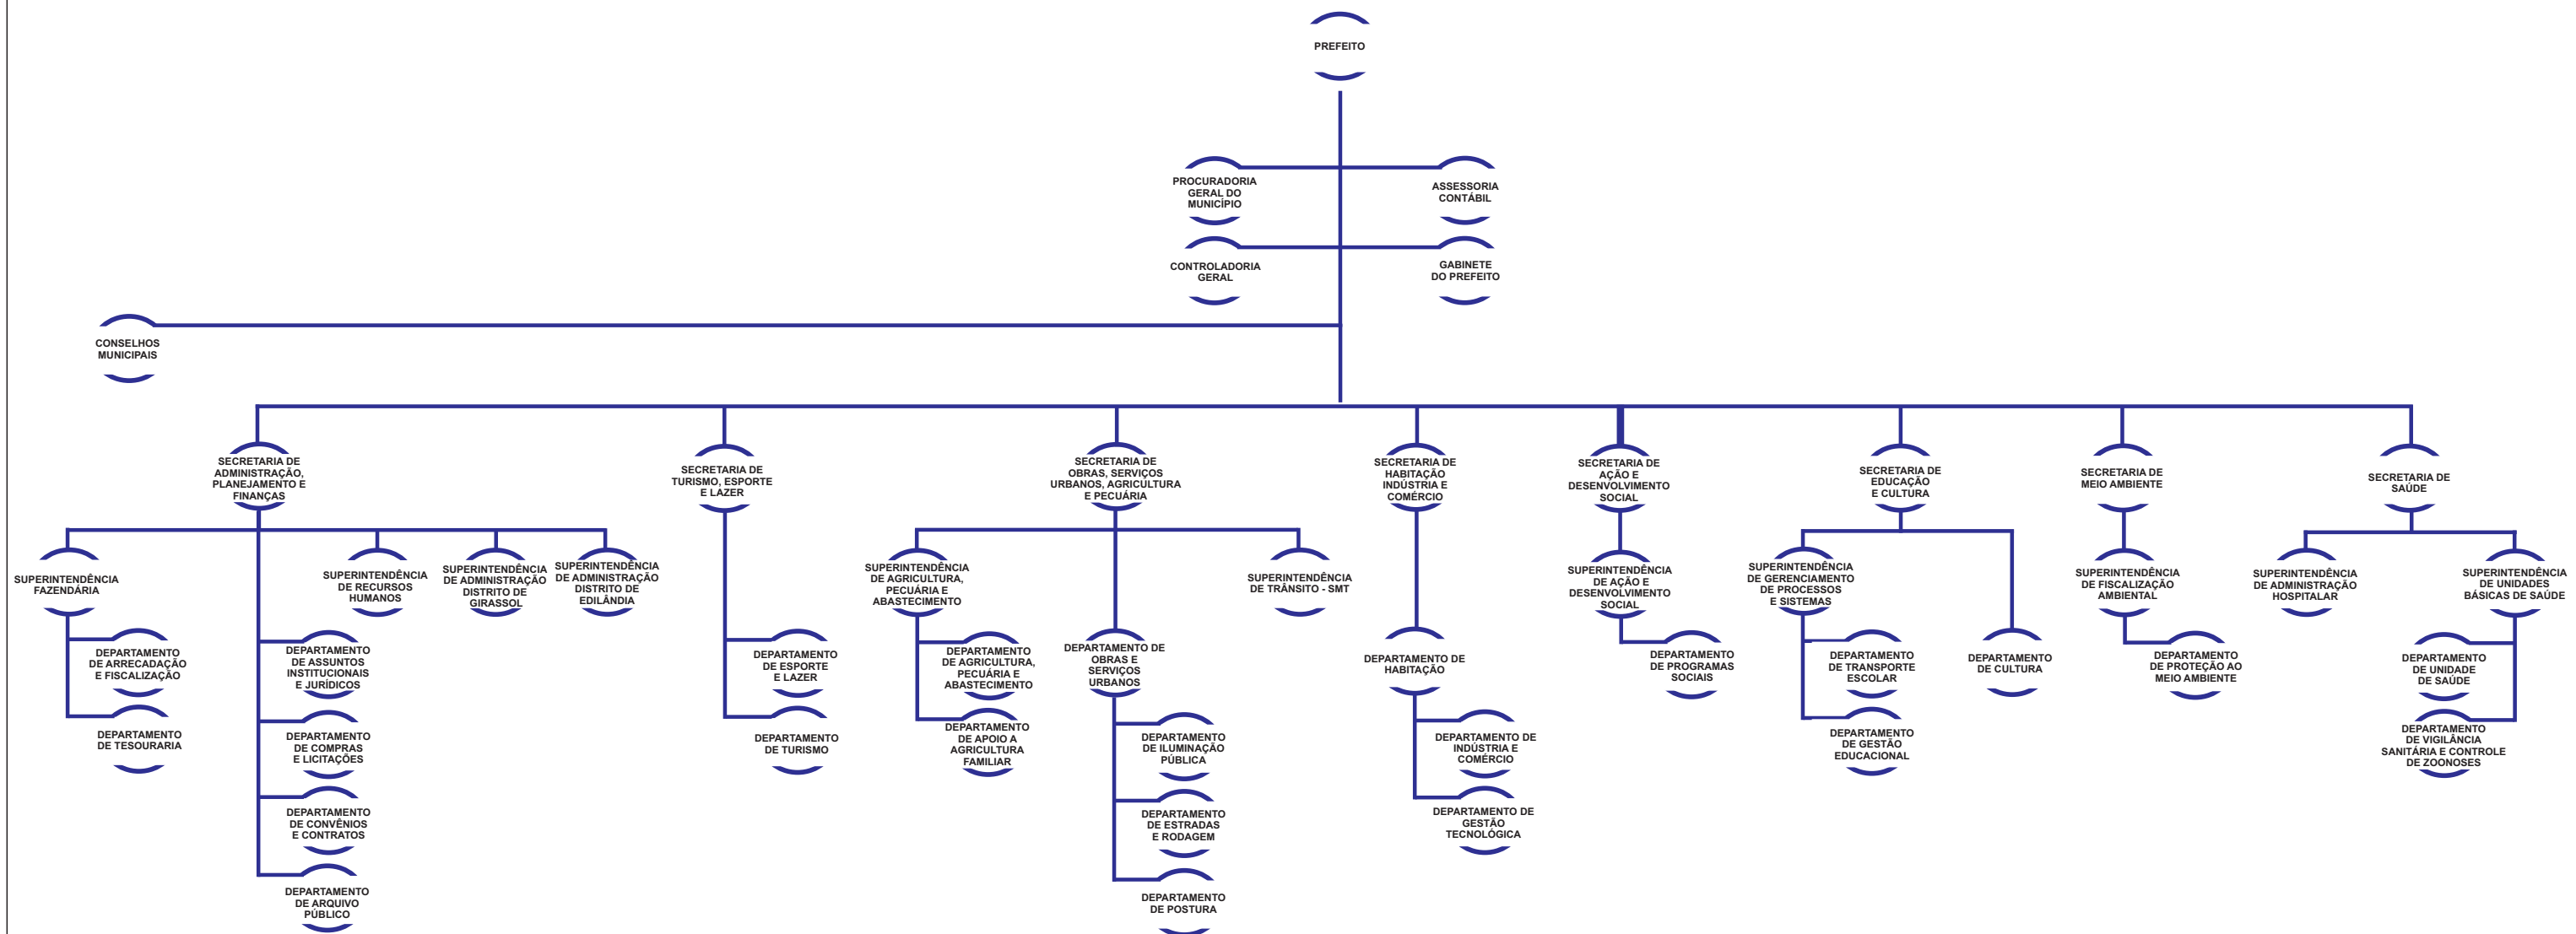 PREFEITO
PROCURADORIA
GERAL DO
MUNICÍPIO
ASSESSORIA
CONTÁBIL
CONTROLADORIA
GERAL
GABINETE
DO PREFEITO
CONSELHOS
MUNICIPAIS
SECRETARIA DE
ADMINISTRAÇÃO,
PLANEJAMENTO E
FINANÇAS
SECRETARIA DE
TURISMO, ESPORTE
E LAZER
SECRETARIA DE
OBRAS, SERVIÇOS
URBANOS, AGRICULTURA
E PECUÁRIA
SECRETARIA DE
HABITAÇÃO
INDÚSTRIA E
COMÉRCIO
SECRETARIA DE
AÇÃO E
DESENVOLVIMENTO
SOCIAL
SECRETARIA DE
EDUCAÇÃO
E CULTURA
SECRETARIA DE
MEIO AMBIENTE
SECRETARIA DE
SAÚDE
SUPERINTENDÊNCIA
FAZENDÁRIA
SUPERINTENDÊNCIA
DE RECURSOS
HUMANOS
SUPERINTENDÊNCIA
DE ADMINISTRAÇÃO
DISTRITO DE
GIRASSOL
SUPERINTENDÊNCIA
DE ADMINISTRAÇÃO
DISTRITO DE
EDILÂNDIA
SUPERINTENDÊNCIA
DE AGRICULTURA,
PECUÁRIA E
ABASTECIMENTO
SUPERINTENDÊNCIA
DE TRÂNSITO - SMT
SUPERINTENDÊNCIA
DE AÇÃO E
DESENVOLVIMENTO
SOCIAL
SUPERINTENDÊNCIA
DE GERENCIAMENTO
DE PROCESSOS
E SISTEMAS
SUPERINTENDÊNCIA
DE FISCALIZAÇÃO
AMBIENTAL
SUPERINTENDÊNCIA
DE ADMINISTRAÇÃO
HOSPITALAR
SUPERINTENDÊNCIA
DE UNIDADES
BÁSICAS DE SAÚDE
DEPARTAMENTO
DE ARRECADAÇÃO
E FISCALIZAÇÃO
DEPARTAMENTO
DE ASSUNTOS
INSTITUCIONAIS
E JURÍDICOS
DEPARTAMENTO
DE ESPORTE
E LAZER
DEPARTAMENTO
DE AGRICULTURA,
PECUÁRIA E
ABASTECIMENTO
DEPARTAMENTO DE
OBRAS E
SERVIÇOS
URBANOS
DEPARTAMENTO DE
HABITAÇÃO
DEPARTAMENTO
DE PROGRAMAS
SOCIAIS
DEPARTAMENTO
DE TRANSPORTE
ESCOLAR
DEPARTAMENTO
DE CULTURA
DEPARTAMENTO
DE PROTEÇÃO AO
MEIO AMBIENTE
DEPARTAMENTO
DE UNIDADE
DE SAÚDE
DEPARTAMENTO
DE TESOURARIA
DEPARTAMENTO
DE COMPRAS
E LICITAÇÕES
DEPARTAMENTO
DE TURISMO
DEPARTAMENTO
DE APOIO A
AGRICULTURA
FAMILIAR
DEPARTAMENTO
DE ILUMINAÇÃO
PÚBLICA
DEPARTAMENTO DE
INDÚSTRIA E
COMÉRCIO
DEPARTAMENTO
DE GESTÃO
EDUCACIONAL
DEPARTAMENTO
DE VIGILÂNCIA
SANITÁRIA E CONTROLE
DE ZOONOSES
DEPARTAMENTO
DE CONVÊNIOS
E CONTRATOS
DEPARTAMENTO
DE ESTRADAS
E RODAGEM
DEPARTAMENTO DE
GESTÃO
TECNOLÓGICA
DEPARTAMENTO
DE ARQUIVO
PÚBLICO
DEPARTAMENTO
DE POSTURA